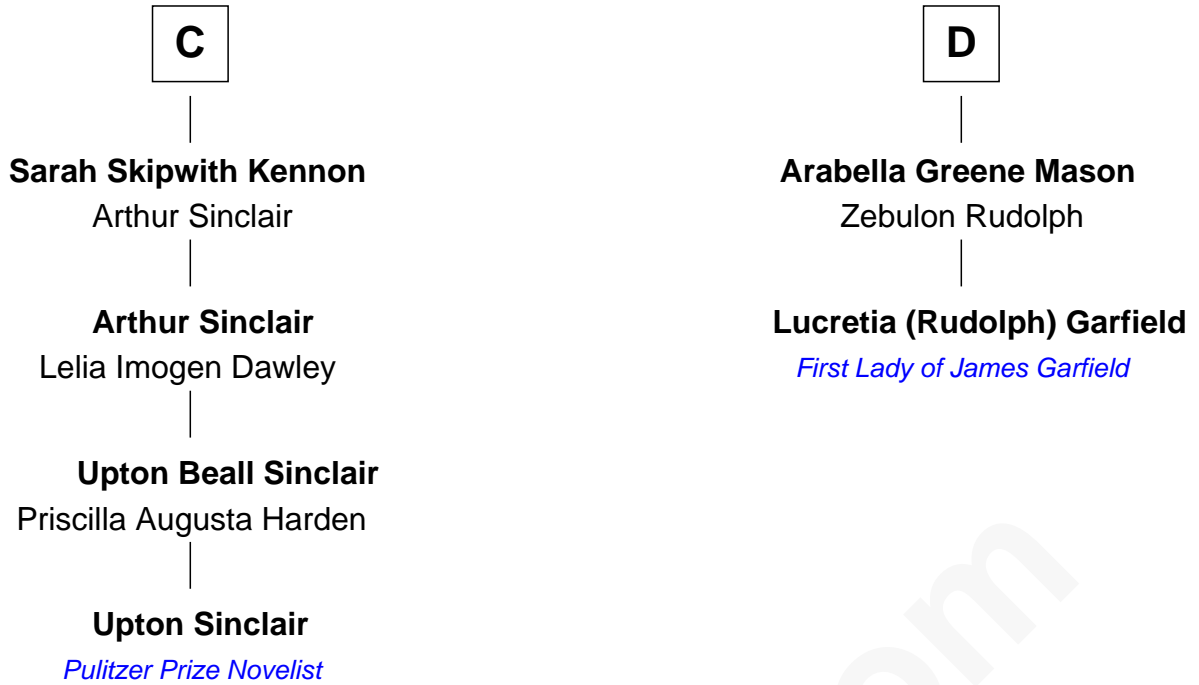 C
Sarah Skipwith Kennon
Arthur Sinclair
Arthur Sinclair
Lelia Imogen Dawley
Upton Beall Sinclair
Priscilla Augusta Harden
Upton Sinclair
Pulitzer Prize Novelist
D
Arabella Greene Mason
Zebulon Rudolph
Lucretia (Rudolph) Garfield
First Lady of James Garfield
om